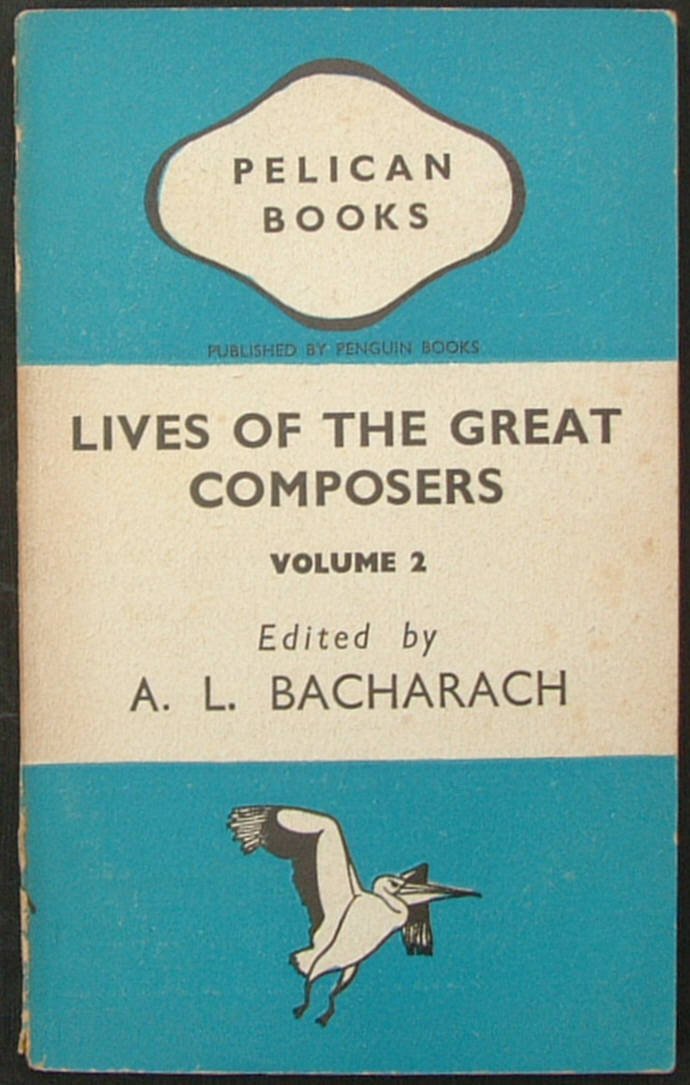 PELICAN
BOOKS
PUBLISHED BY PENGUIN BOOKS
LIVES OF THE GREAT
COMPOSERS
VOLUME 2
Edited by
A. L. BACHARACH